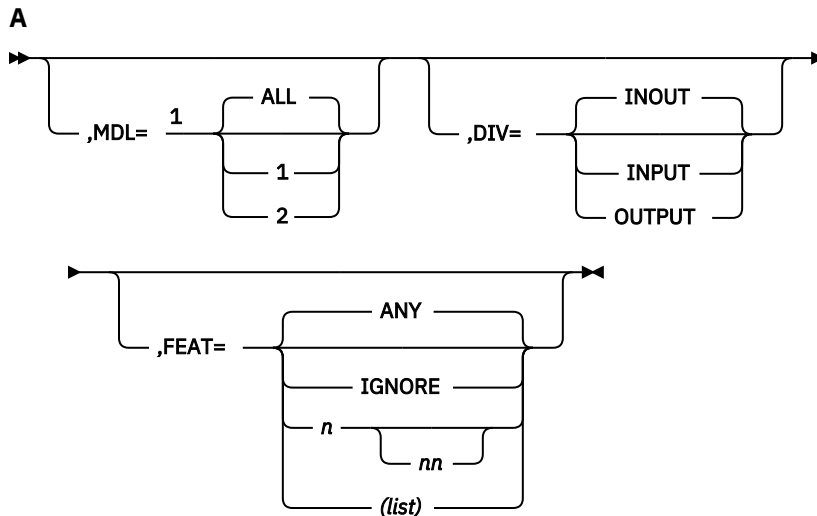 A
,MDL= 1 ALL
1
2
,DIV= INOUT
INPUT
OUTPUT
,FEAT= ANY
IGNORE
n
nn
(list)